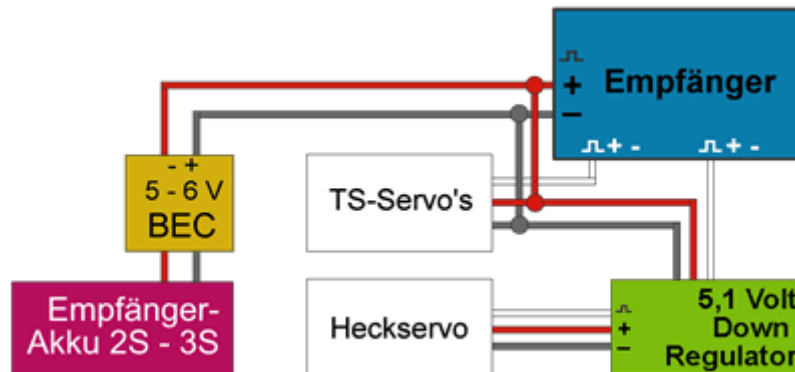 Empfänger
+
-
+ -
+ -
- +
5 - 6 V
BEC
TS-Servo's
Empfänger-
Akku 2S - 3S
Heckservo
+
-
5,1 Volt
Down
Regulator